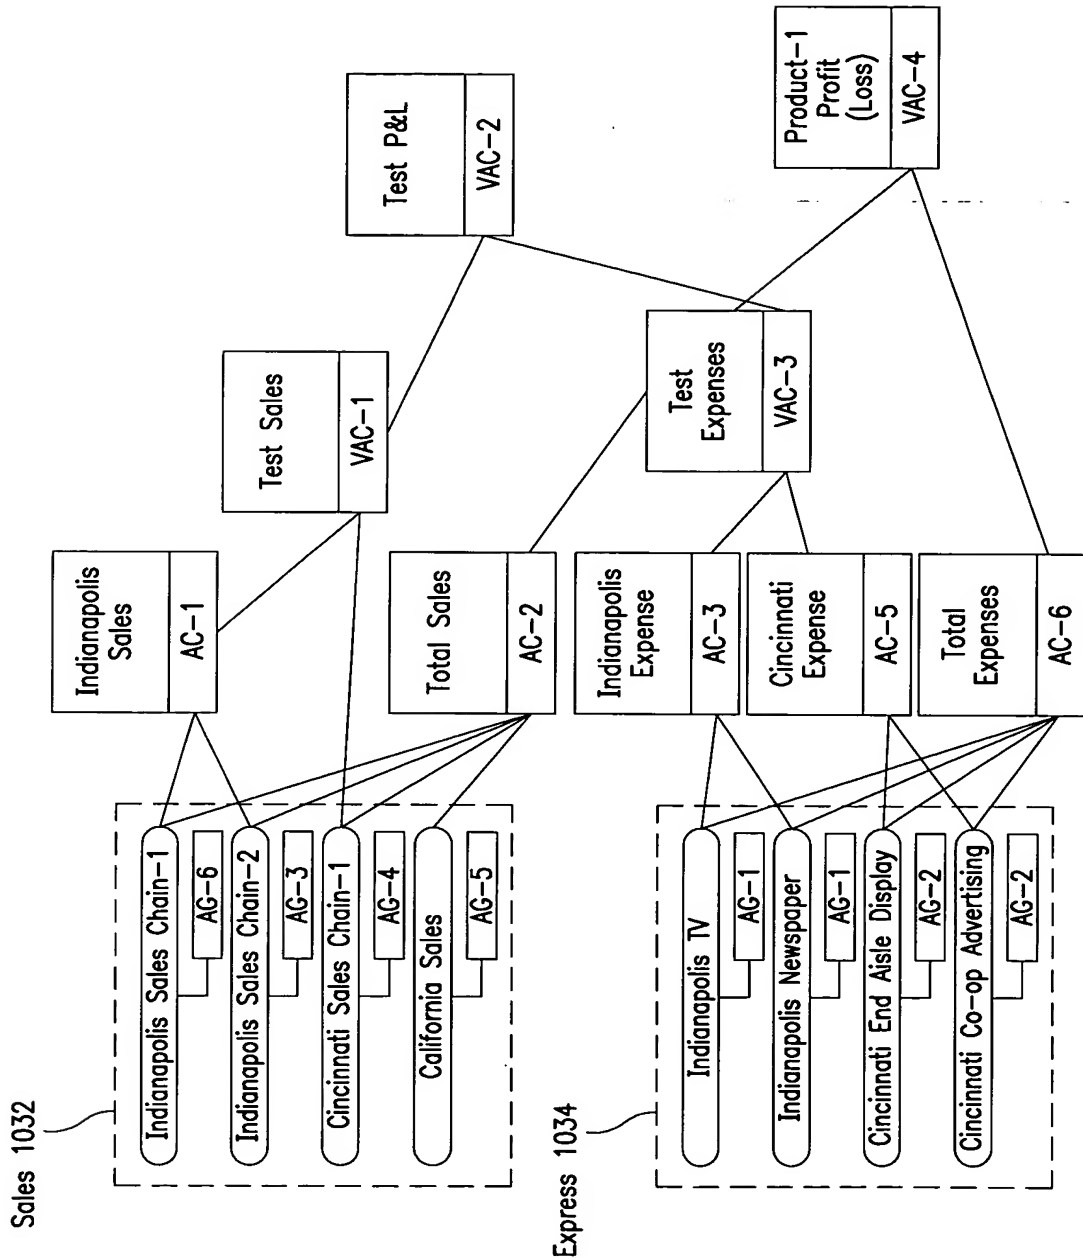 Sales 1032
Indianapolis Sales Chain-1
AG-6
Indianapolis Sales Chain-2
AG-3
Cincinnati Sales Chain-1
AG-4
California Sales
AG-5
Express 1034
Indianapolis TV
AG-1
Indianapolis Newspaper
AG-1
Cincinnati End Aisle Display
AG-2
Cincinnati Co-op Advertising
AG-2
Indianapolis
Sales
AC-1
Total Sales
AC-2
Indianapolis
Expense
AC-3
Cincinnati
Expense
AC-5
Total
Expenses
AC-6
Test Sales
VAC-1
Test
Expenses
VAC-3
Test P&L
VAC-2
Product-1
Profit
(Loss)
VAC-4